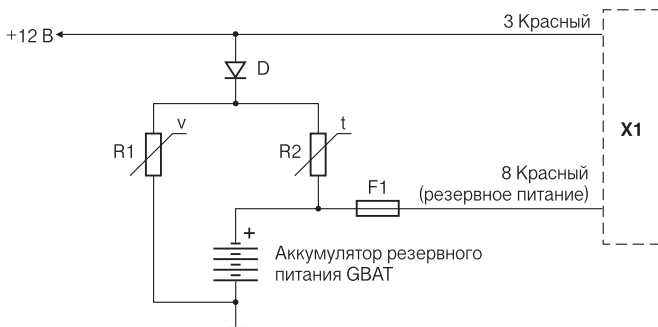 3 Красный
+12 В
D
X1
v
t
R1
R2
8 Красный
(резервное питание)
F1
+
Аккумулятор резервного
питания GBAT